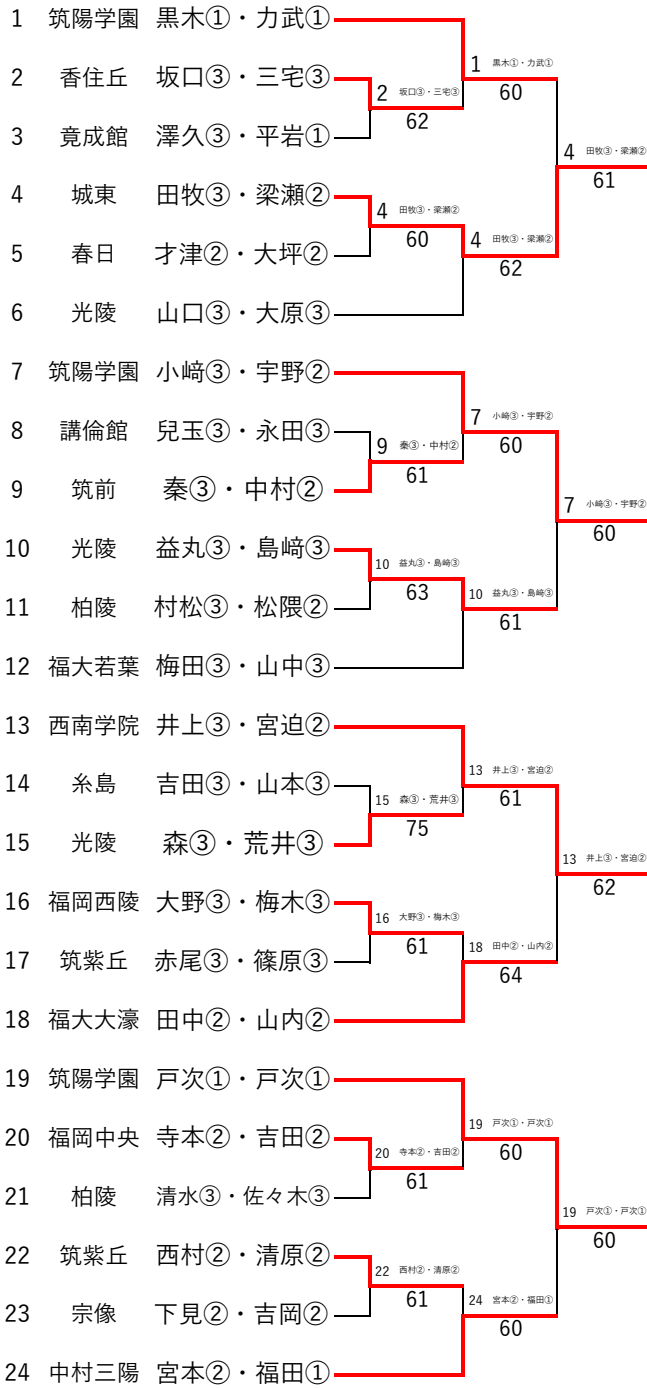 1 筑陽学園 黒木①・力武①
2 香住丘 坂口③・三宅③
3 竟成館 澤久③・平岩①
4 城東 田牧③・梁瀬②
5 春日 才津②・大坪②
6 光陵 山口③・大原③
7 筑陽学園 小﨑③・宇野②
8 講倫館 兒玉③・永田③
9 筑前 秦③・中村②
10 光陵 益丸③・島﨑③
11 柏陵 村松③・松隈②
12 福大若葉 梅田③・山中③
13 西南学院 井上③・宮迫②
14 糸島 吉田③・山本③
15 光陵 森③・荒井③
16 福岡西陵 大野③・梅木③
17 筑紫丘 赤尾③・篠原③
18 福大大濠 田中②・山内②
19 筑陽学園 戸次①・戸次①
20 福岡中央 寺本②・吉田②
21 柏陵 清水③・佐々木③
22 筑紫丘 西村②・清原②
23 宗像 下見②・吉岡②
24 中村三陽 宮本②・福田①
2 坂口③・三宅③
62
4 田牧③・梁瀬②
60
9 秦③・中村②
61
10 益丸③・島﨑③
63
15 森③・荒井③
75
16 大野③・梅木③
61
20 寺本②・吉田②
61
22 西村②・清原②
61
1 黒木①・力武①
60
4 田牧③・梁瀬②
62
7 小﨑③・宇野②
60
10 益丸③・島﨑③
61
13 井上③・宮迫②
61
18 田中②・山内②
64
19 戸次①・戸次①
60
24 宮本②・福田①
60
4 田牧③・梁瀬②
61
7 小﨑③・宇野②
60
13 井上③・宮迫②
62
19 戸次①・戸次①
60